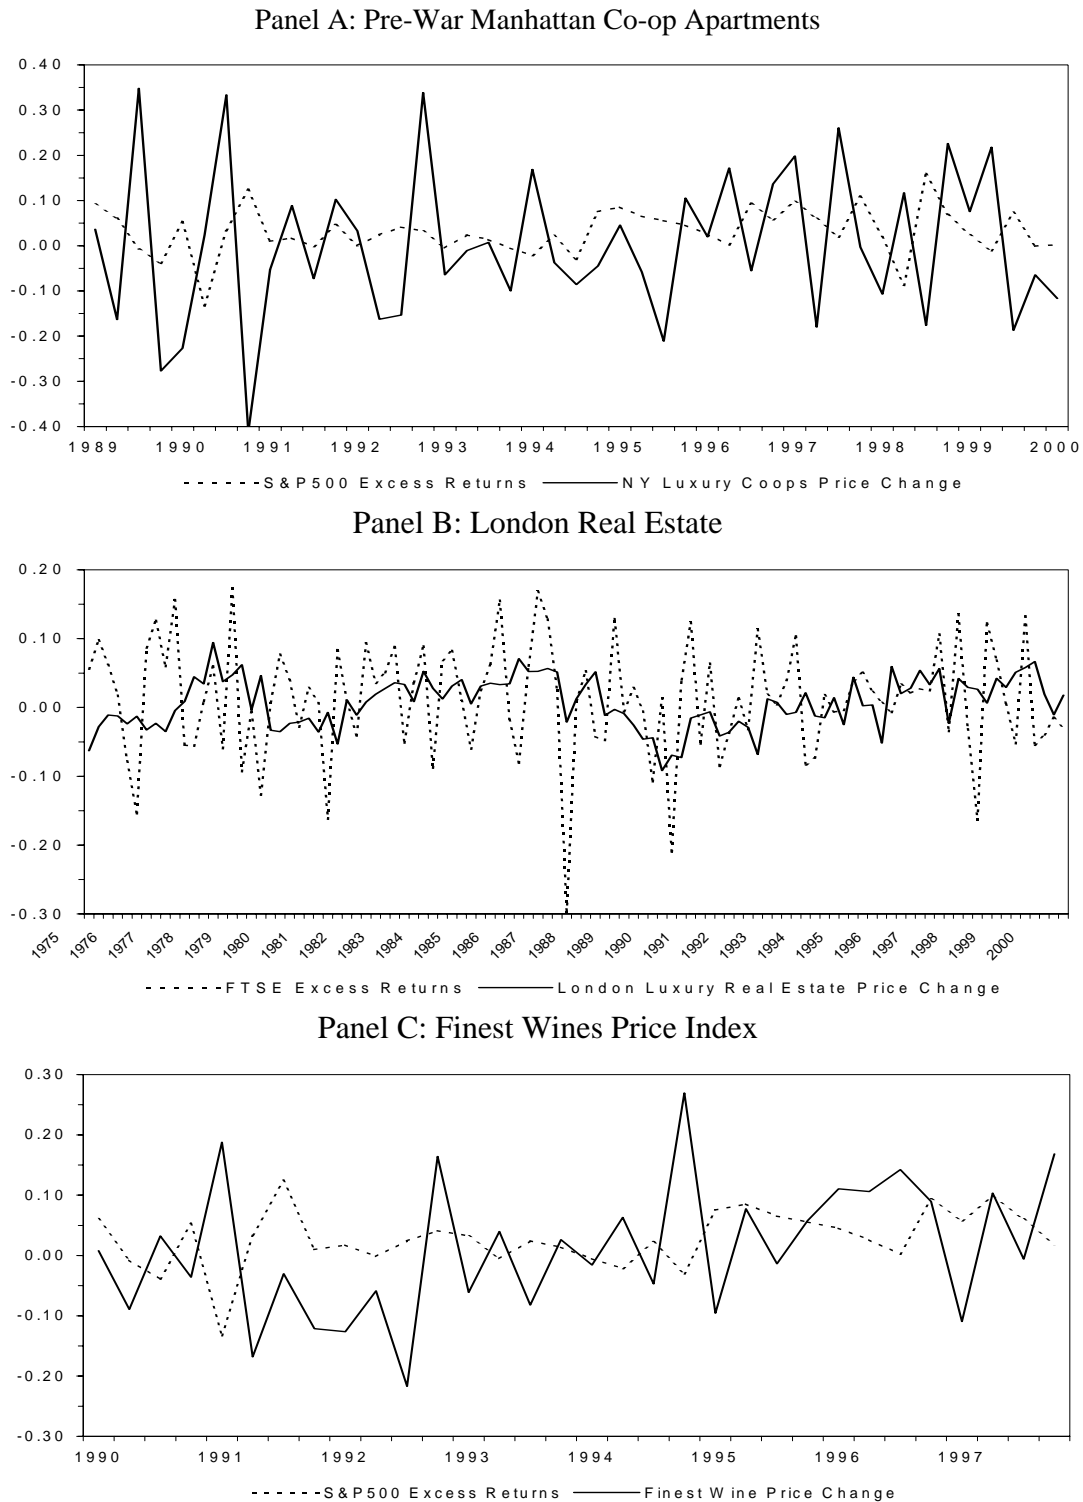 Panel A: Pre-War Manhattan Co-op Apartments
0.40
0.30
0.20
0.10
0.00
-0.10
-0.20
-0.30
-0.40
1989 1990 1991 1992 1993 1994 1995 1996 1997 1998 1999 2000
S&P500 Excess Returns NY Luxury Coops Price Change
Panel B: London Real Estate
0.20
0.10
0.00
-0.10
-0.20
-0.30
1975 1976 1977 1978 1979 1980 1981 1982 1983 1984 1985 1986 1987 1988 1989 1990 1991 1992 1993 1994 1995 1996 1997 1998 1999 2000
FTSE Excess Returns London Luxury Real Estate Price Change
Panel C: Finest Wines Price Index
0.30
0.20
0.10
0.00
-0.10
-0.20
-0.30
1990 1991 1992 1993 1994 1995 1996 1997
S&P500 Excess Returns Finest Wine Price Change